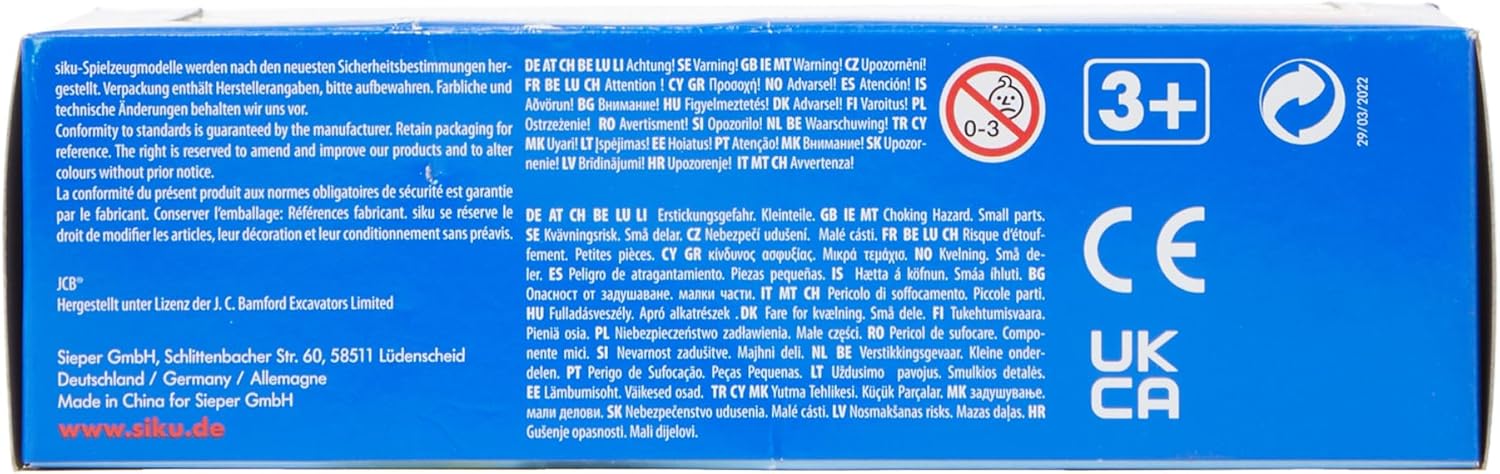 siku-Spielzeugmodelle werden nach den neuesten Sicherheitsbestimmungen her-
gestellt. Verpackung enthält Herstellerangaben, bitte aufbewahren. Farbliche und
technische Änderungen behalten wir uns vor.
Conformity to standards is guaranteed by the manufacturer. Retain packaging for
reference. The right is reserved to amend and improve our products and to alter
colours without prior notice.
La conformité du présent produit aux normes obligatoires de sécurité est garantie
par le fabricant. Conserver l'emballage: Références fabricant. siku se réserve le
droit de modifier les articles, leur décoration et leur conditionnement sans préavis.
JCB®
Hergestellt unter Lizenz der J. C. Bamford Excavators Limited
Sieper GmbH, Schlittenbacher Str. 60, 58511 Lüdenscheid
Deutschland / Germany / Allemagne
Made in China for Sieper GmbH
www.siku.de
DE AT CH BE LU LI Achtung! SE Varning! GB IE MT Warning! CZ Upozornění!
FR BE LU CH Attention ! CY GR Προσοχή! NO Advarsel! ES Atención! IS
Aðvörun! BG Внимание! HU Figyelmeztetés! DK Advarsel! FI Varoitus! PL
Ostrzeżenie! RO Avertisment! SI Opozorilo! NL BE Waarschuwing! TR CY
MK Uyari! LT Įspėjimas! EE Hoiatus! PT Atenção! MK Внимание! SK Upozor-
nenie! LV Brīdinājumi! HR Upozorenje! IT MT CH Avvertenza!
DE AT CH BE LU LI Erstickungsgefahr. Kleinteile. GB IE MT Choking Hazard. Small parts.
SE Kvävningsrisk. Små delar. CZ Nebezpečí udušení. Malé cásti. FR BE LU CH Risque d'étouf-
fement. Petites pièces. CY GR κίνδυνος ασφυξίας. Μικρά τεμάχιο. NO Kvelning. Små de-
ler. ES Peligro de atragantamiento. Piezas pequeñas. IS Hætta á köfnun. Smáa íhluti. BG
Опасност от задушаване. малки части. IT MT CH Pericolo di soffocamento. Piccole parti.
HU Fulladásveszély. Apró alkatrészek . DK Fare for kvælning. Små dele. FI Tukehtumisvaara.
Pieniä osia. PL Niebezpieczeństwo zadławienia. Małe części. RO Pericol de sufocare. Compo-
nente mici. SI Nevarnost zadušitve. Majhni deli. NL BE Verstikkingsgevaar. Kleine onder-
delen. PT Perigo de Sufocação. Peças Pequenas. LT Uždusimo pavojus. Smulkios detalės.
EE Lämbumisoht. Väikesed osad. TR CY MK Yutma Tehlikesi. Küçük Parçalar. MK задушување.
мали делови. SK Nebezpečenstvo udusenia. Malé cásti. LV Nosmakšanas risks. Mazas daļas. HR
Gušenje opasnosti. Mali dijelovi.
0-3
3+
29/03/2022
CE
UK
CA